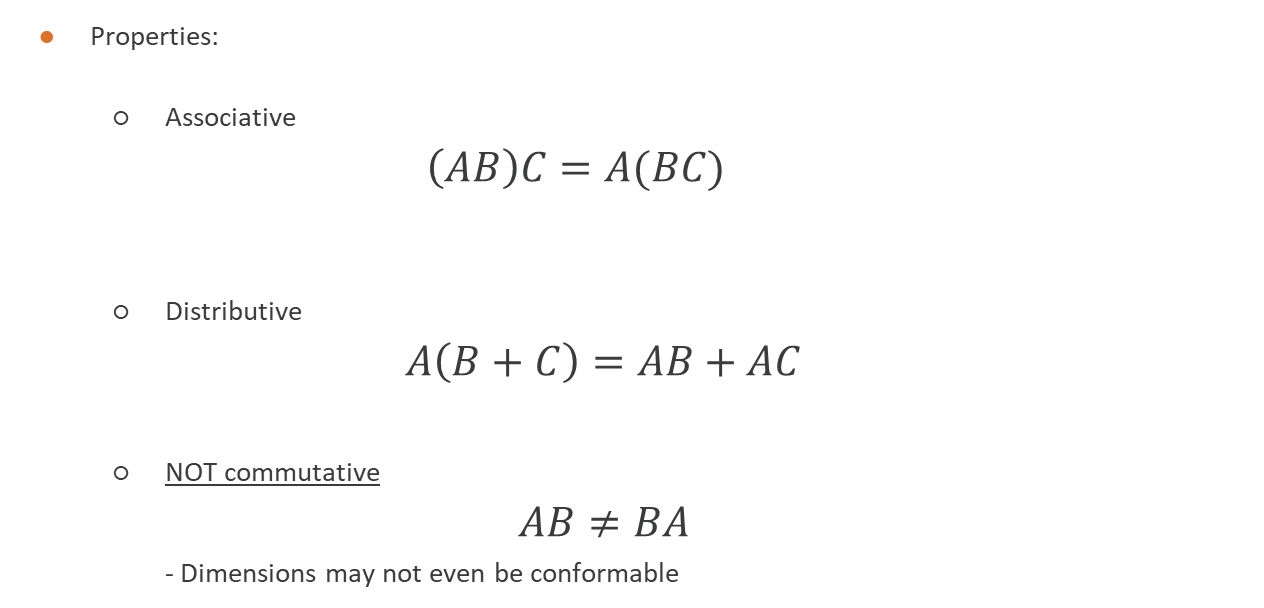 • Properties:
○ Associative
(AB)C = A(BC)
○ Distributive
A(B + C) = AB + AC
○ NOT commutative
AB ≠ BA
- Dimensions may not even be conformable